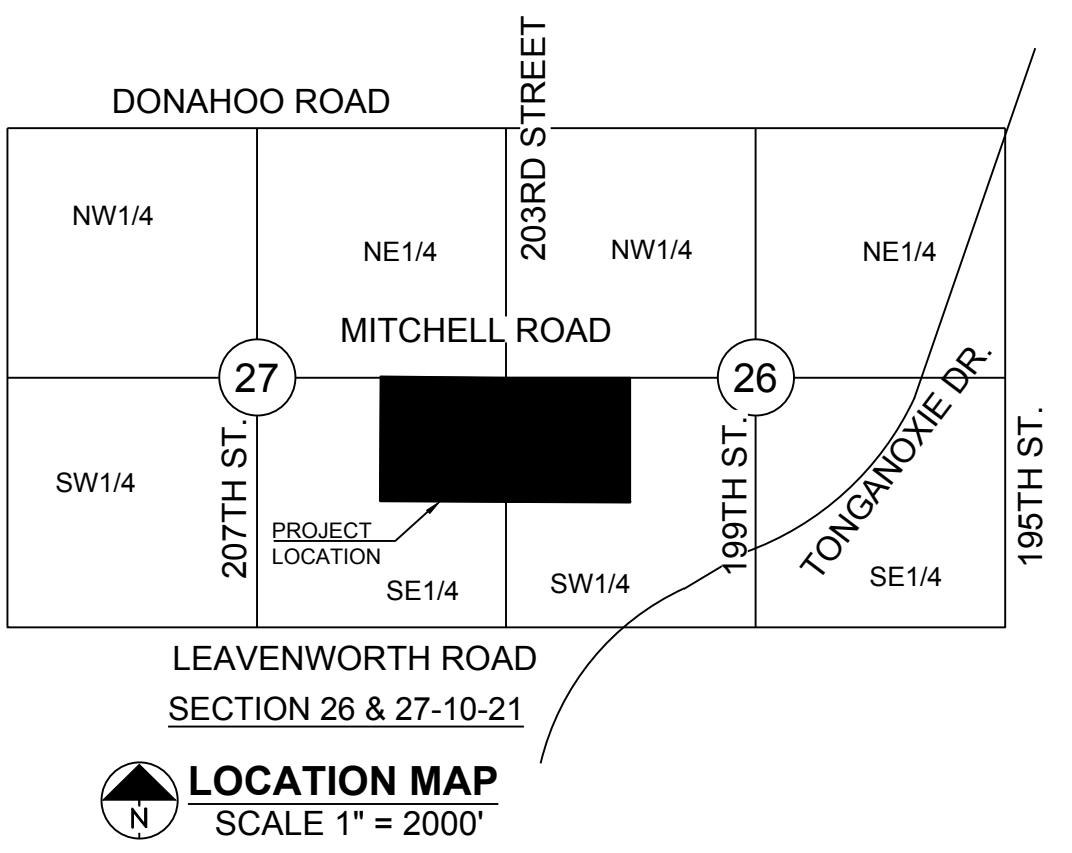 DONAHOO ROAD
203RD STREET
NW1/4
NE1/4
NW1/4
NE1/4
MITCHELL ROAD
27
26
TONGANOXIE DR.
207TH ST.
199TH ST.
195TH ST.
SW1/4
PROJECT
LOCATION
SE1/4
SW1/4
SE1/4
LEAVENWORTH ROAD
SECTION 26 & 27-10-21
N
LOCATION MAP
SCALE 1" = 2000'